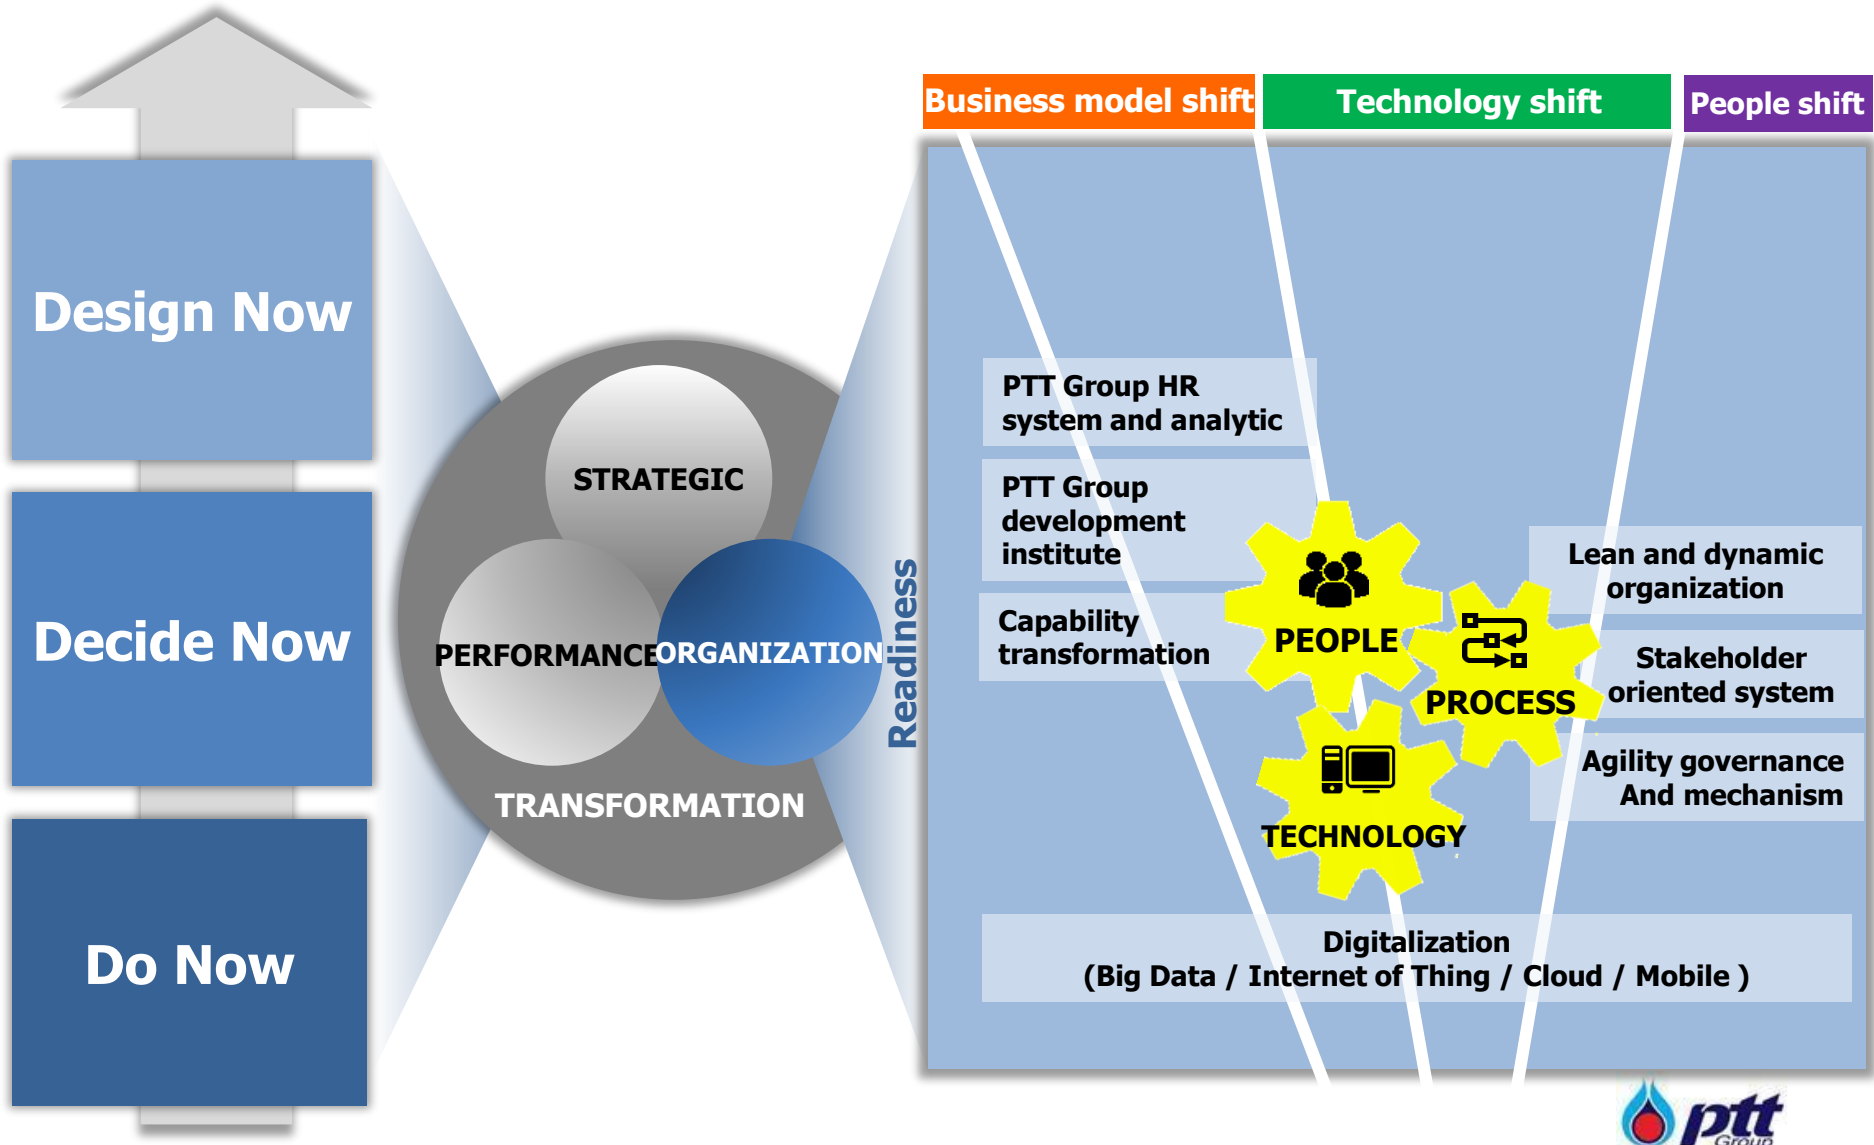 Design Now
Decide Now
Do Now
STRATEGIC
PERFORMANCE
ORGANIZATION
TRANSFORMATION
Readiness
Business model shift
Technology shift
People shift
PTT Group HR
system and analytic
PTT Group
development
institute
Capability
transformation
PEOPLE
PROCESS
TECHNOLOGY
Lean and dynamic
organization
Stakeholder
oriented system
Agility governance
And mechanism
Digitalization
(Big Data / Internet of Thing / Cloud / Mobile )
ptt
Group